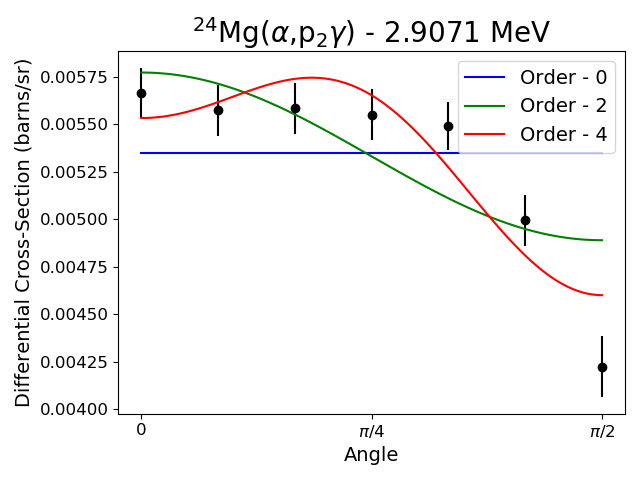 ²⁴Mg(α,p₂γ) - 2.9071 MeV
Differential Cross-Section (barns/sr)
0.00575
0.00550
0.00525
0.00500
0.00475
0.00450
0.00425
0.00400
Order - 0
Order - 2
Order - 4
0
π/4
π/2
Angle